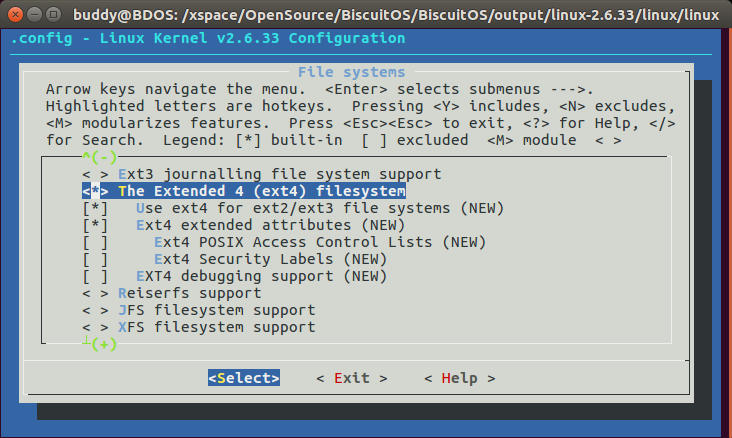 buddy@BDOS: /xspace/OpenSource/BiscuitOS/BiscuitOS/output/linux-2.6.33/linux/linux
.config - Linux Kernel v2.6.33 Configuration
File systems
Arrow keys navigate the menu.  <Enter> selects submenus --->.
Highlighted letters are hotkeys.  Pressing <Y> includes, <N> excludes,
<M> modularizes features.  Press <Esc><Esc> to exit, <?> for Help, </>
for Search.  Legend: [*] built-in  [ ] excluded  <M> module  < >
^(-)
< > Ext3 journalling file system support
<*> The Extended 4 (ext4) filesystem
[*]   Use ext4 for ext2/ext3 file systems (NEW)
[*]   Ext4 extended attributes (NEW)
[ ]     Ext4 POSIX Access Control Lists (NEW)
[ ]     Ext4 Security Labels (NEW)
[ ]   EXT4 debugging support (NEW)
< > Reiserfs support
< > JFS filesystem support
< > XFS filesystem support
(+)
<Select>    < Exit >    < Help >